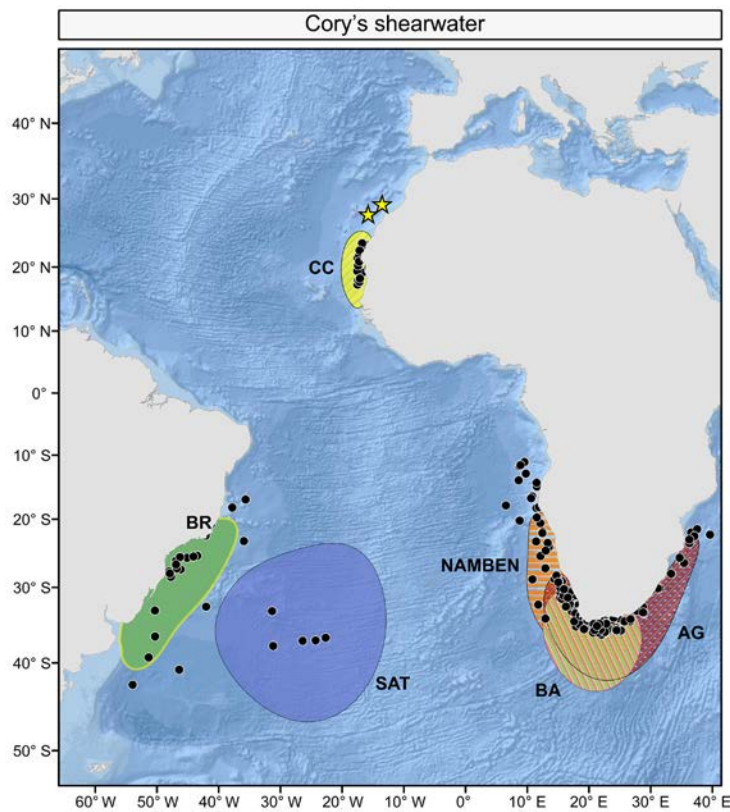 Cory's shearwater
40° N
30° N
20° N
10° N
0°
10° S
20° S
30° S
40° S
50° S
CC
BR
NAMBEN
SAT
BA
AG
60° W 50° W 40° W 30° W 20° W 10° W 0° 10° E 20° E 30° E 40° E